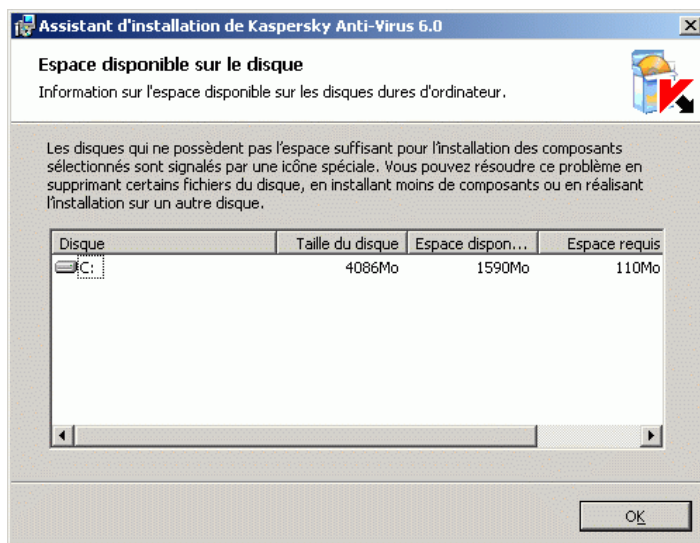 Assistant d'installation de Kaspersky Anti-Virus 6.0
Espace disponible sur le disque
Information sur l'espace disponible sur les disques dures d'ordinateur.
Les disques qui ne possèdent pas l'espace suffisant pour l'installation des composants
sélectionnés sont signalés par une icône spéciale. Vous pouvez résoudre ce problème en
supprimant certains fichiers du disque, en installant moins de composants ou en réalisant
l'installation sur un autre disque.
Disque Taille du disque Espace dispon... Espace requis
C: 4086Mo 1590Mo 110Mo
OK